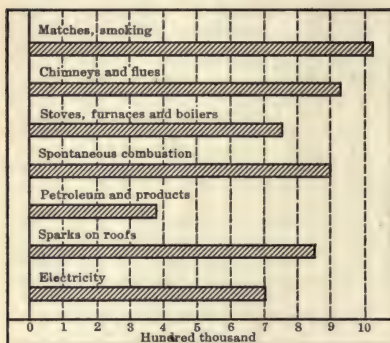 Matches, smoking
Chimneys and flues
Stoves, furnaces and boilers
Spontaneous combustion
Petroleum and products
Sparks on roofs
Electricity
0 1 2 3 4 5 6 7 8 9 10
Hundred thousand